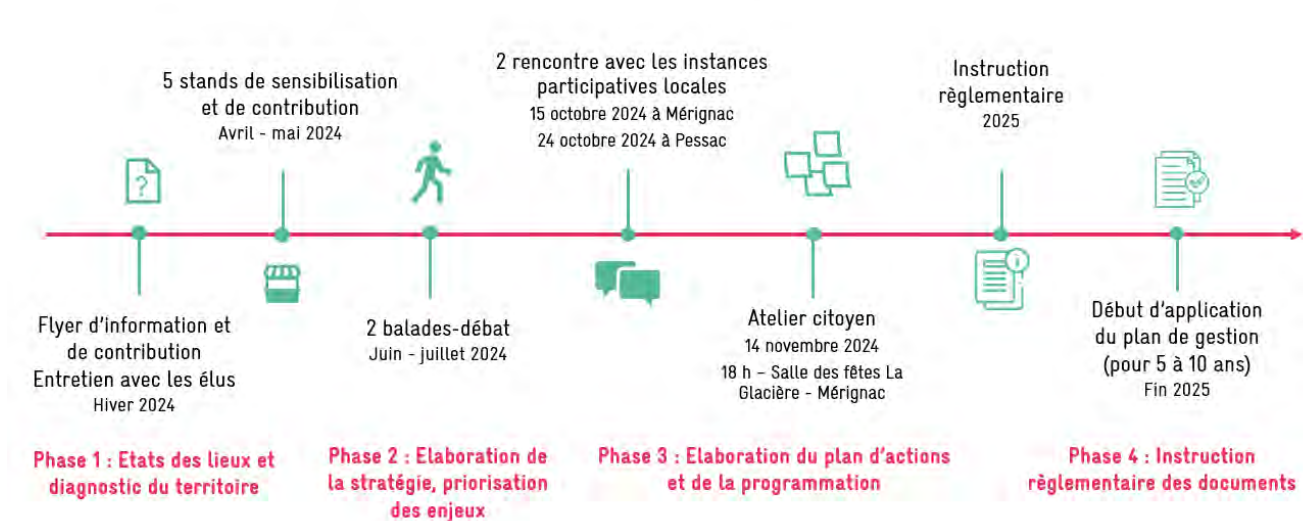 5 stands de sensibilisation
et de contribution
Avril - mai 2024
2 rencontre avec les instances
participatives locales
15 octobre 2024 à Mérignac
24 octobre 2024 à Pessac
Instruction
règlementaire
2025
?
i
Flyer d'information et
de contribution
Entretien avec les élus
Hiver 2024
2 balades-débat
Juin - juillet 2024
Atelier citoyen
14 novembre 2024
18 h – Salle des fêtes La
Glacière - Mérignac
Début d'application
du plan de gestion
(pour 5 à 10 ans)
Fin 2025
Phase 1 : Etats des lieux et
diagnostic du territoire
Phase 2 : Elaboration de
la stratégie, priorisation
des enjeux
Phase 3 : Elaboration du plan d'actions
et de la programmation
Phase 4 : Instruction
règlementaire des documents